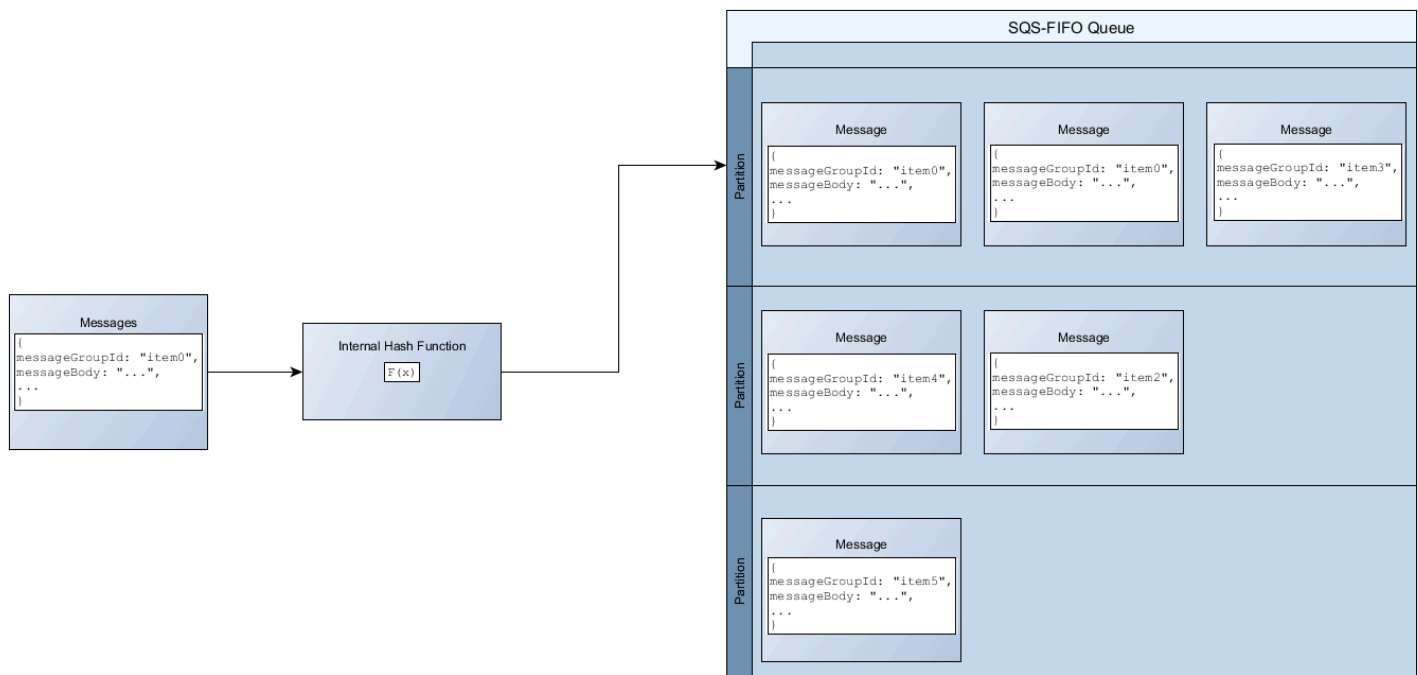 SQS-FIFO Queue
Partition
Message
{
messageGroupId: "item0",
messageBody: "...",
...
}
Message
{
messageGroupId: "item0",
messageBody: "...",
...
}
Message
{
messageGroupId: "item3",
messageBody: "...",
...
}
Messages
{
messageGroupId: "item0",
messageBody: "...",
...
}
Internal Hash Function
F(x)
Partition
Message
{
messageGroupId: "item4",
messageBody: "...",
...
}
Message
{
messageGroupId: "item2",
messageBody: "...",
...
}
Partition
Message
{
messageGroupId: "item5",
messageBody: "...",
...
}